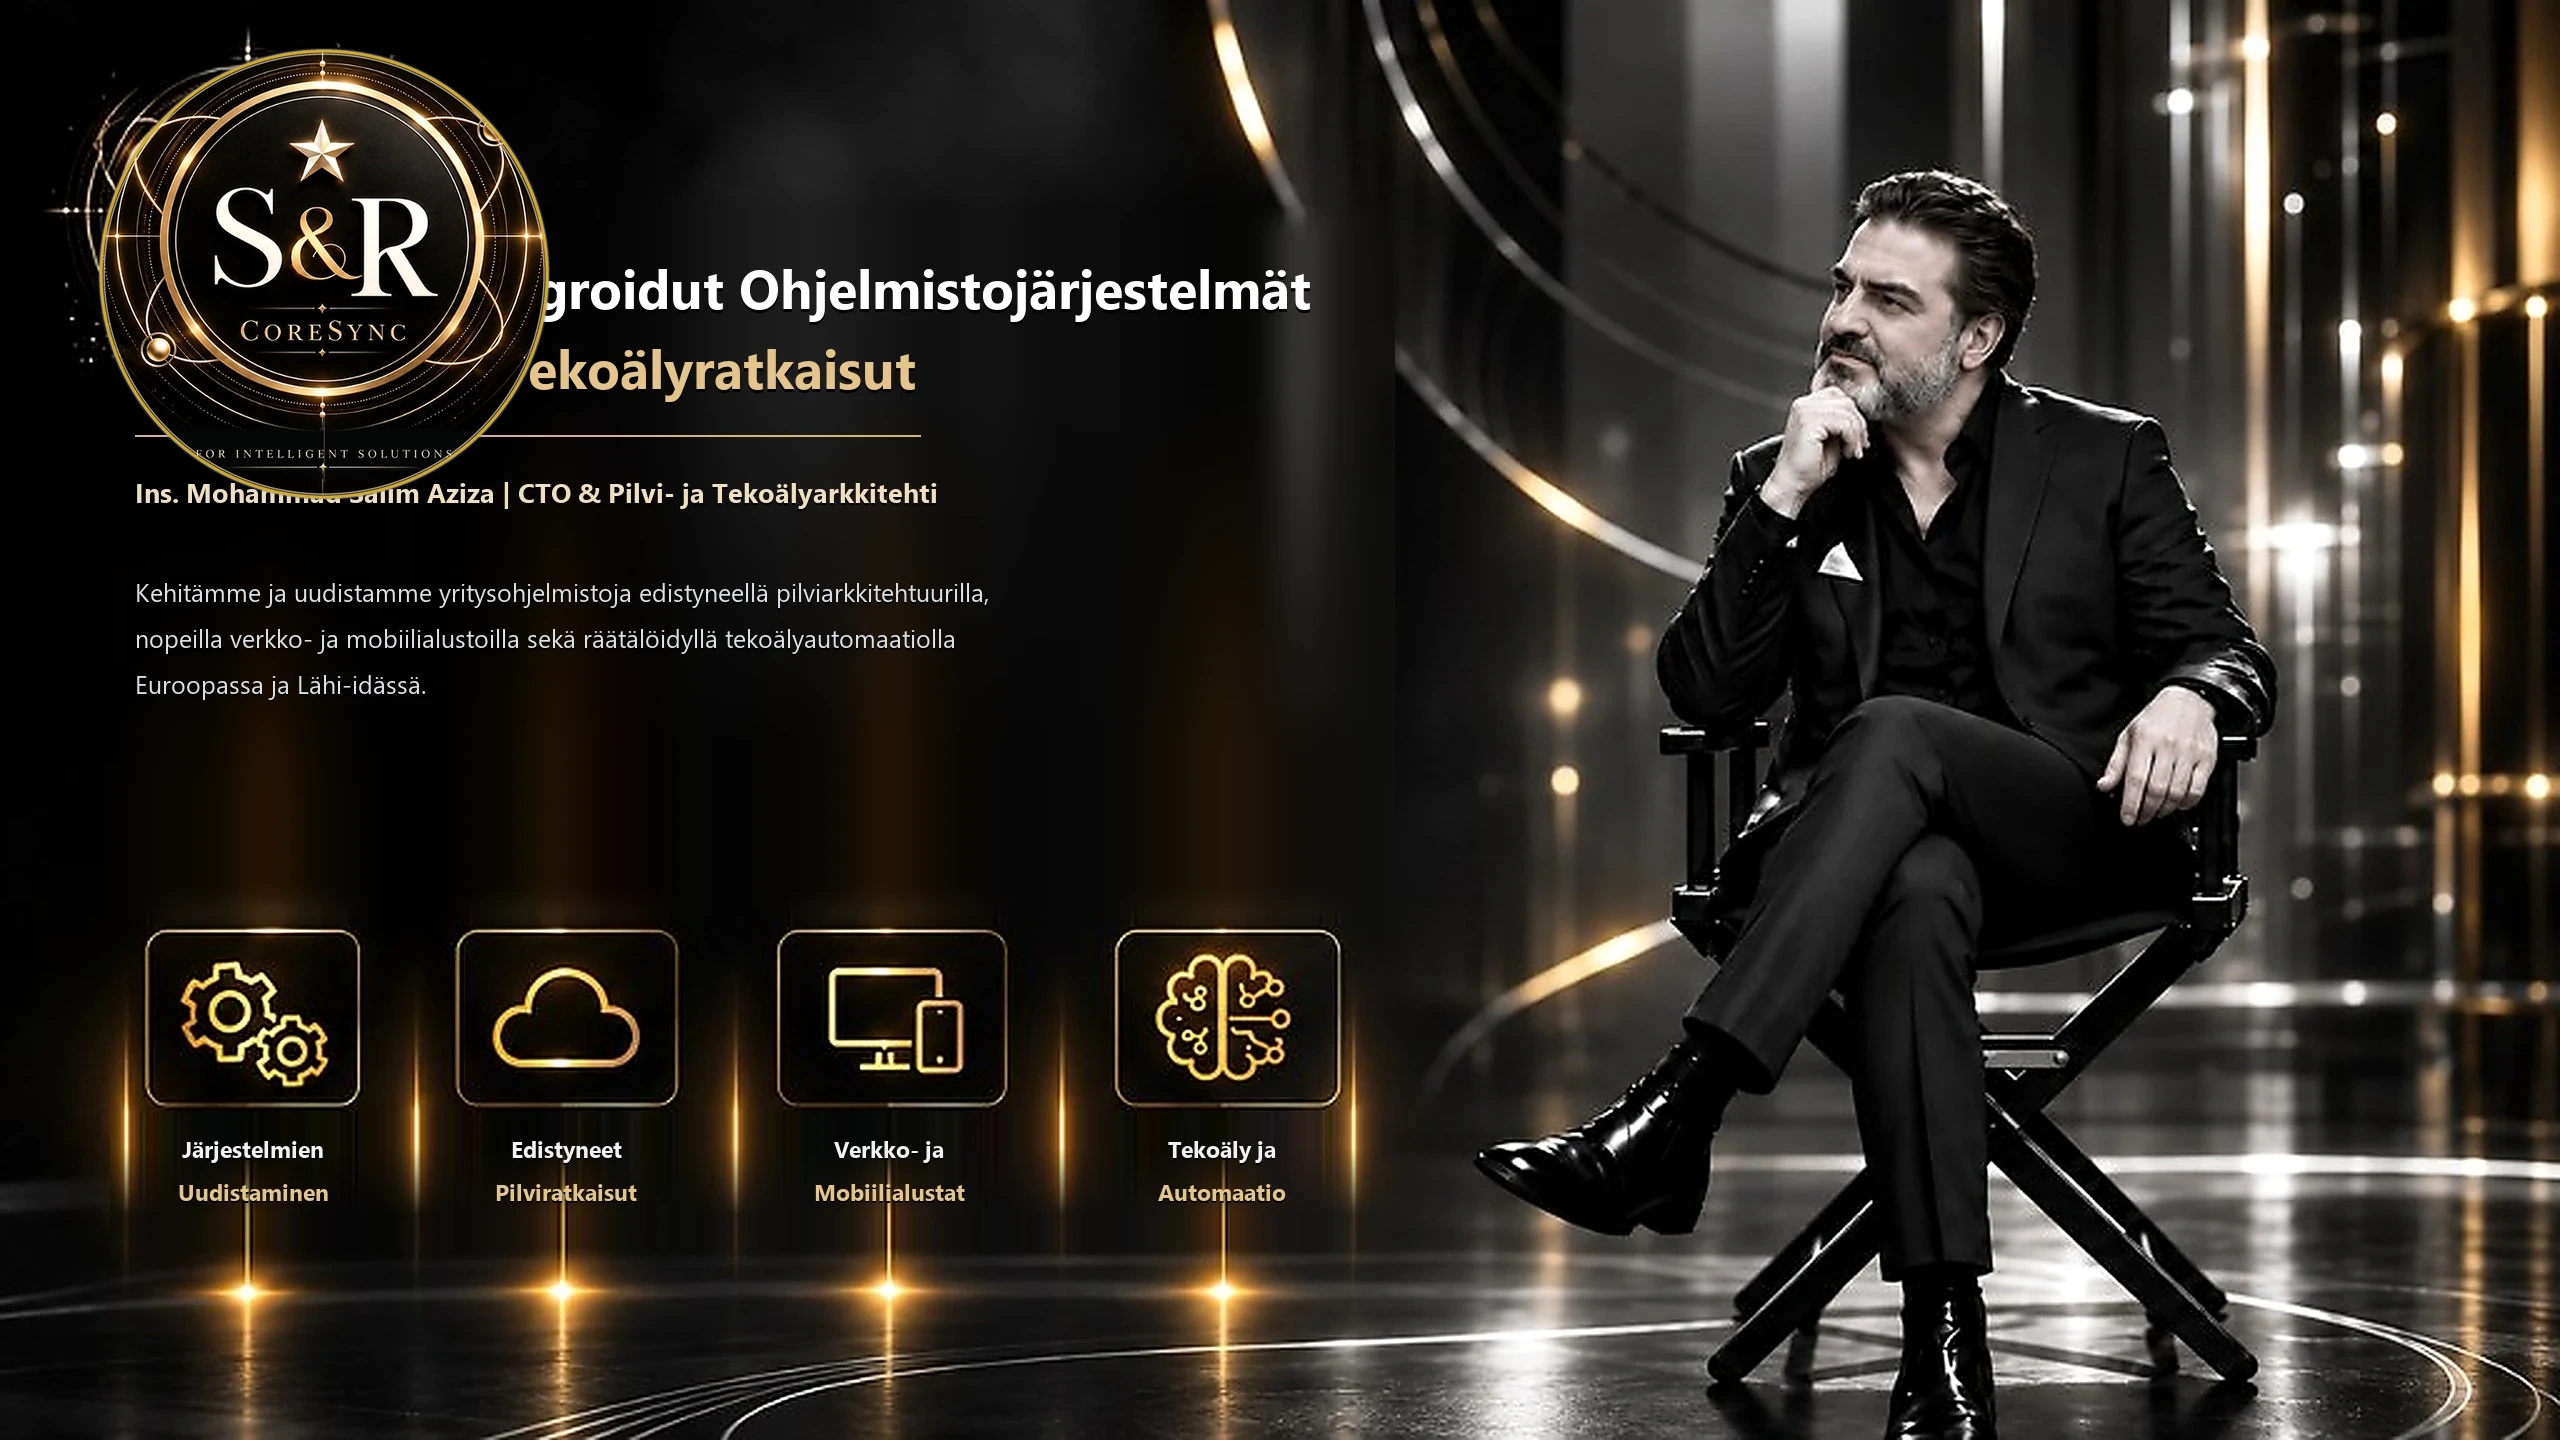 S&R
CORESYNC
FOR INTELLIGENT SOLUTIONS
groidut Ohjelmistojärjestelmät
ekoälyratkaisut
Ins. Mohammad Salim Aziza | CTO & Pilvi- ja Tekoälyarkkitehti
Kehitämme ja uudistamme yritysohjelmistoja edistyneellä pilviarkkitehtuurilla,
nopeilla verkko- ja mobiilialustoilla sekä räätälöidyllä tekoälyautomaatiolla
Euroopassa ja Lähi-idässä.
Järjestelmien
Uudistaminen
Edistyneet
Pilviratkaisut
Verkko- ja
Mobiilialustat
Tekoäly ja
Automaatio